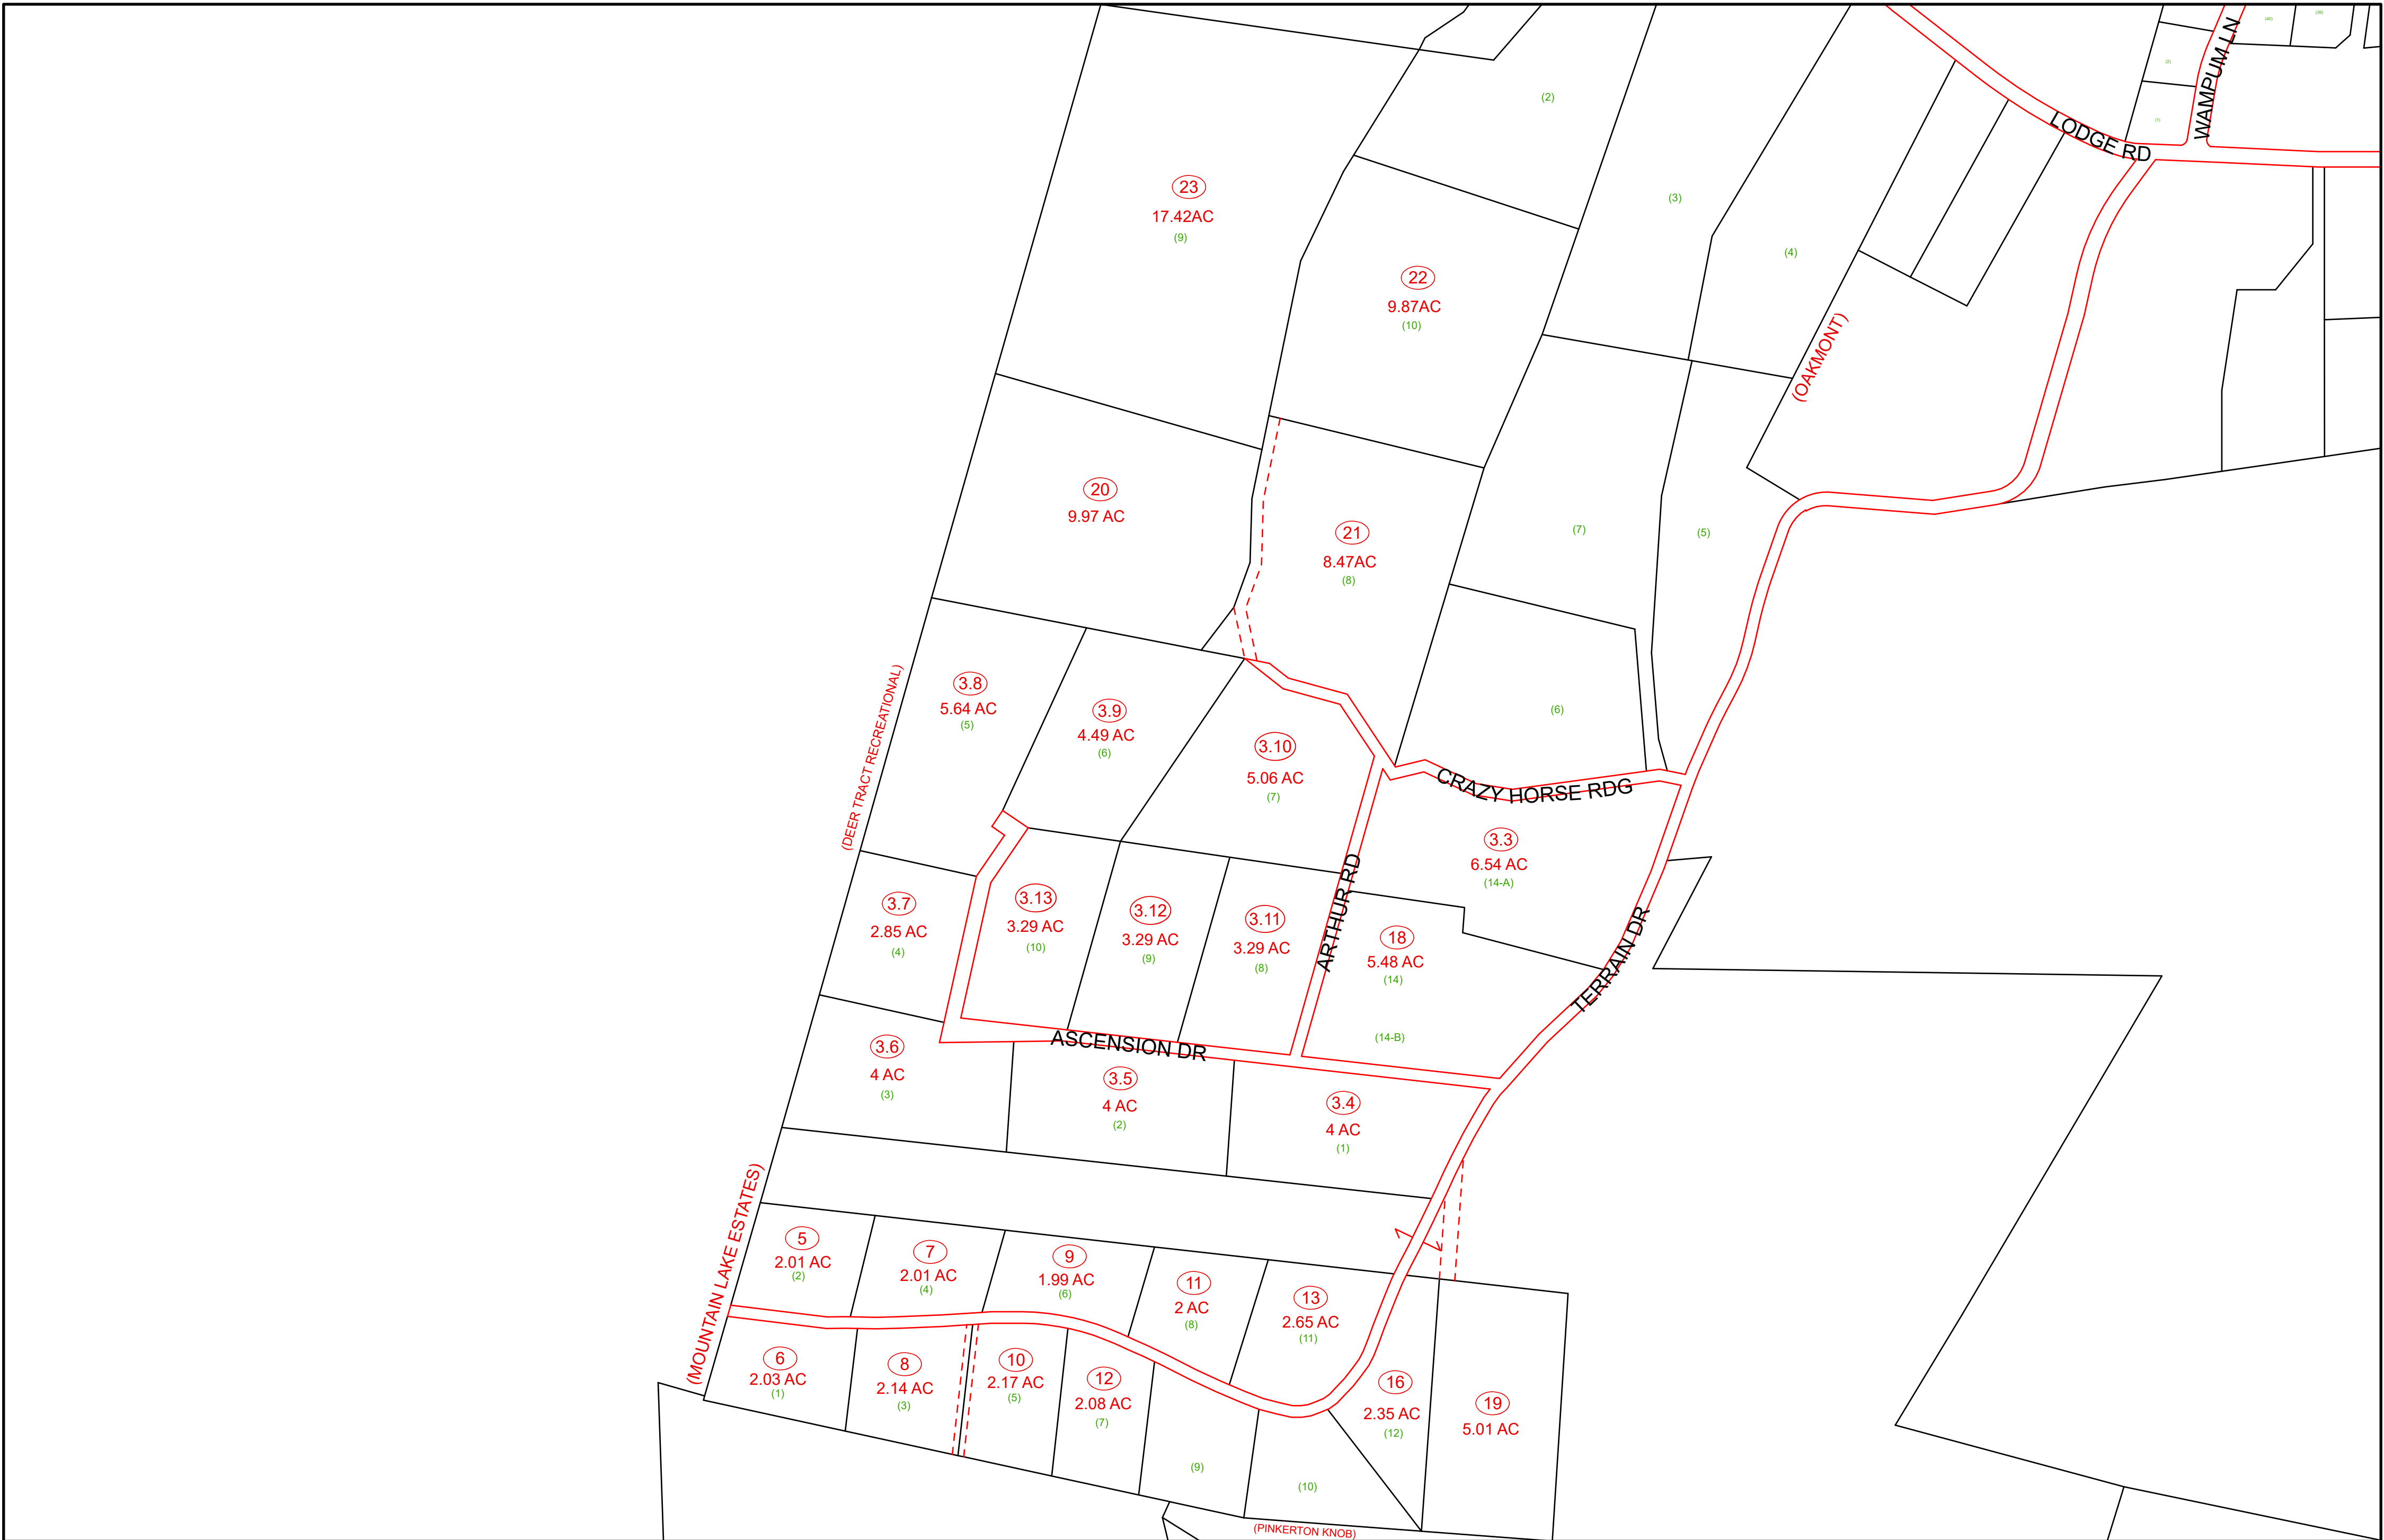 WAMPUM LN
(40)
(39)
(2)
(1)
LODGE RD
(2)
(3)
(4)
23
17.42AC
(9)
22
9.87AC
(10)
(OAKMONT)
20
9.97 AC
21
8.47AC
(8)
(7)
(5)
(6)
(DEER TRACT RECREATIONAL)
3.8
5.64 AC
(5)
3.9
4.49 AC
(6)
3.10
5.06 AC
(7)
CRAZY HORSE RDG
3.3
6.54 AC
(14-A)
3.7
2.85 AC
(4)
3.13
3.29 AC
(10)
3.12
3.29 AC
(9)
3.11
3.29 AC
(8)
ARTHUR RD
18
5.48 AC
(14)
(14-B)
TERRAIN DR
ASCENSION DR
3.6
4 AC
(3)
3.5
4 AC
(2)
3.4
4 AC
(1)
(MOUNTAIN LAKE ESTATES)
5
2.01 AC
(2)
7
2.01 AC
(4)
9
1.99 AC
(6)
11
2 AC
(8)
13
2.65 AC
(11)
6
2.03 AC
(1)
8
2.14 AC
(3)
10
2.17 AC
(5)
12
2.08 AC
(7)
(9)
(10)
16
2.35 AC
(12)
19
5.01 AC
(PINKERTON KNOB)